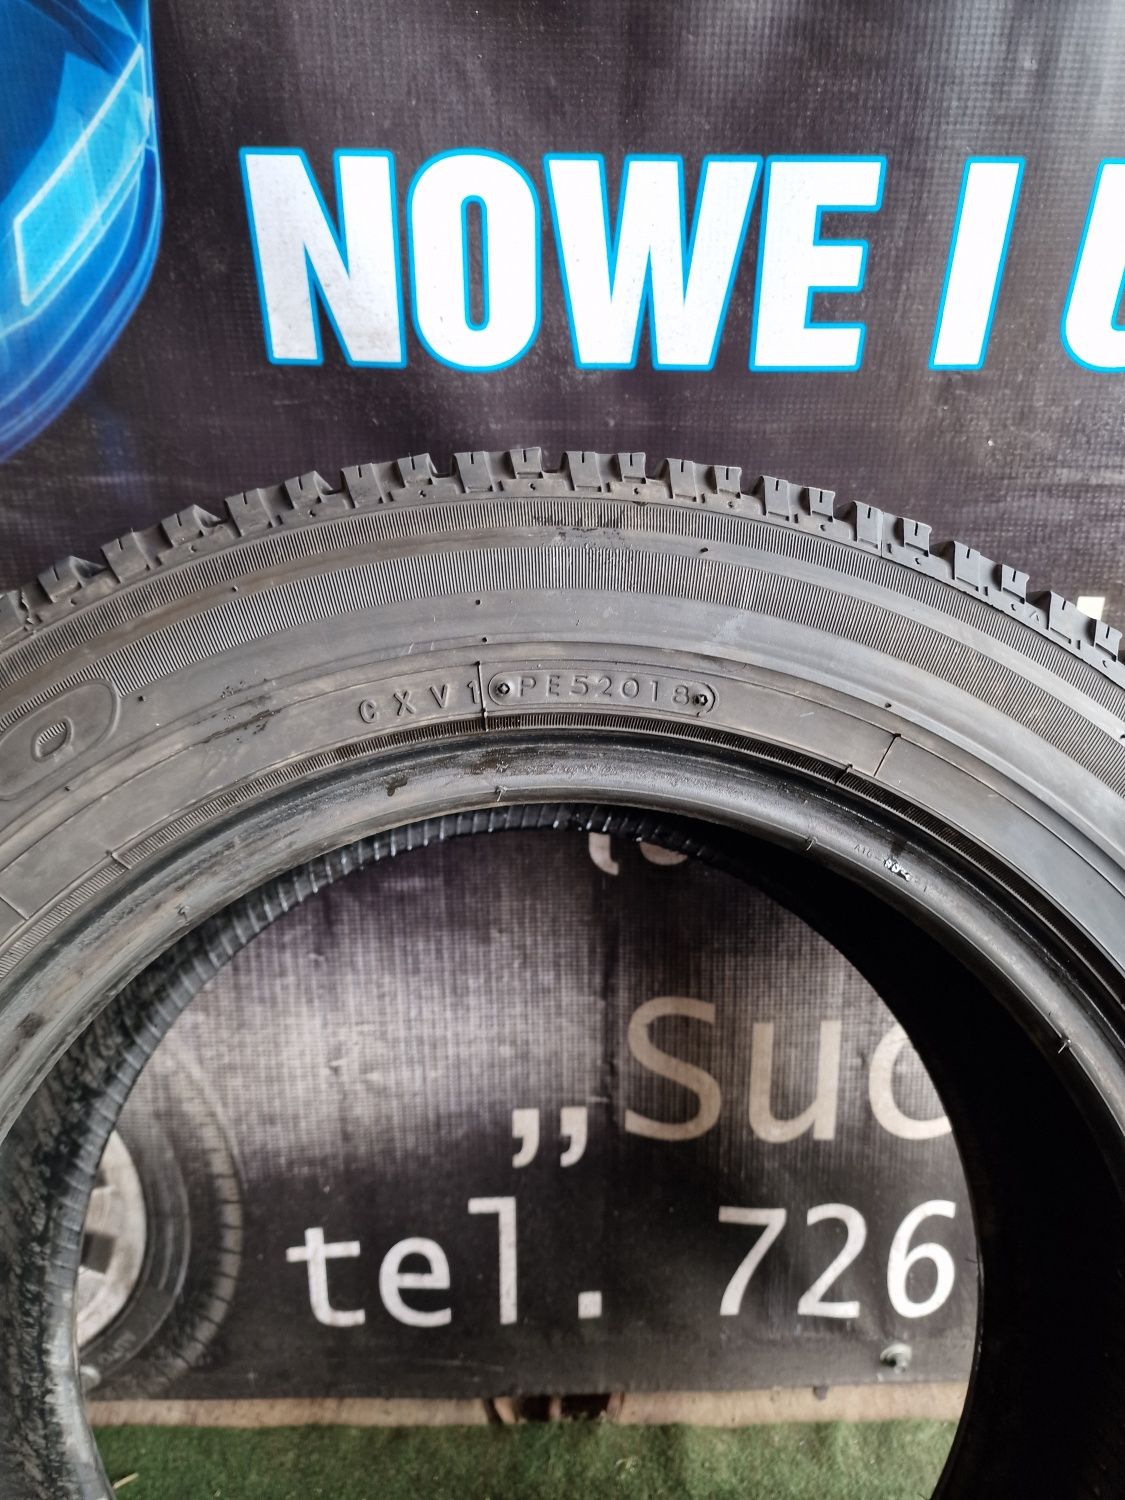 NOWE I U
CXV1 PE52018
„Suc
tel. 726